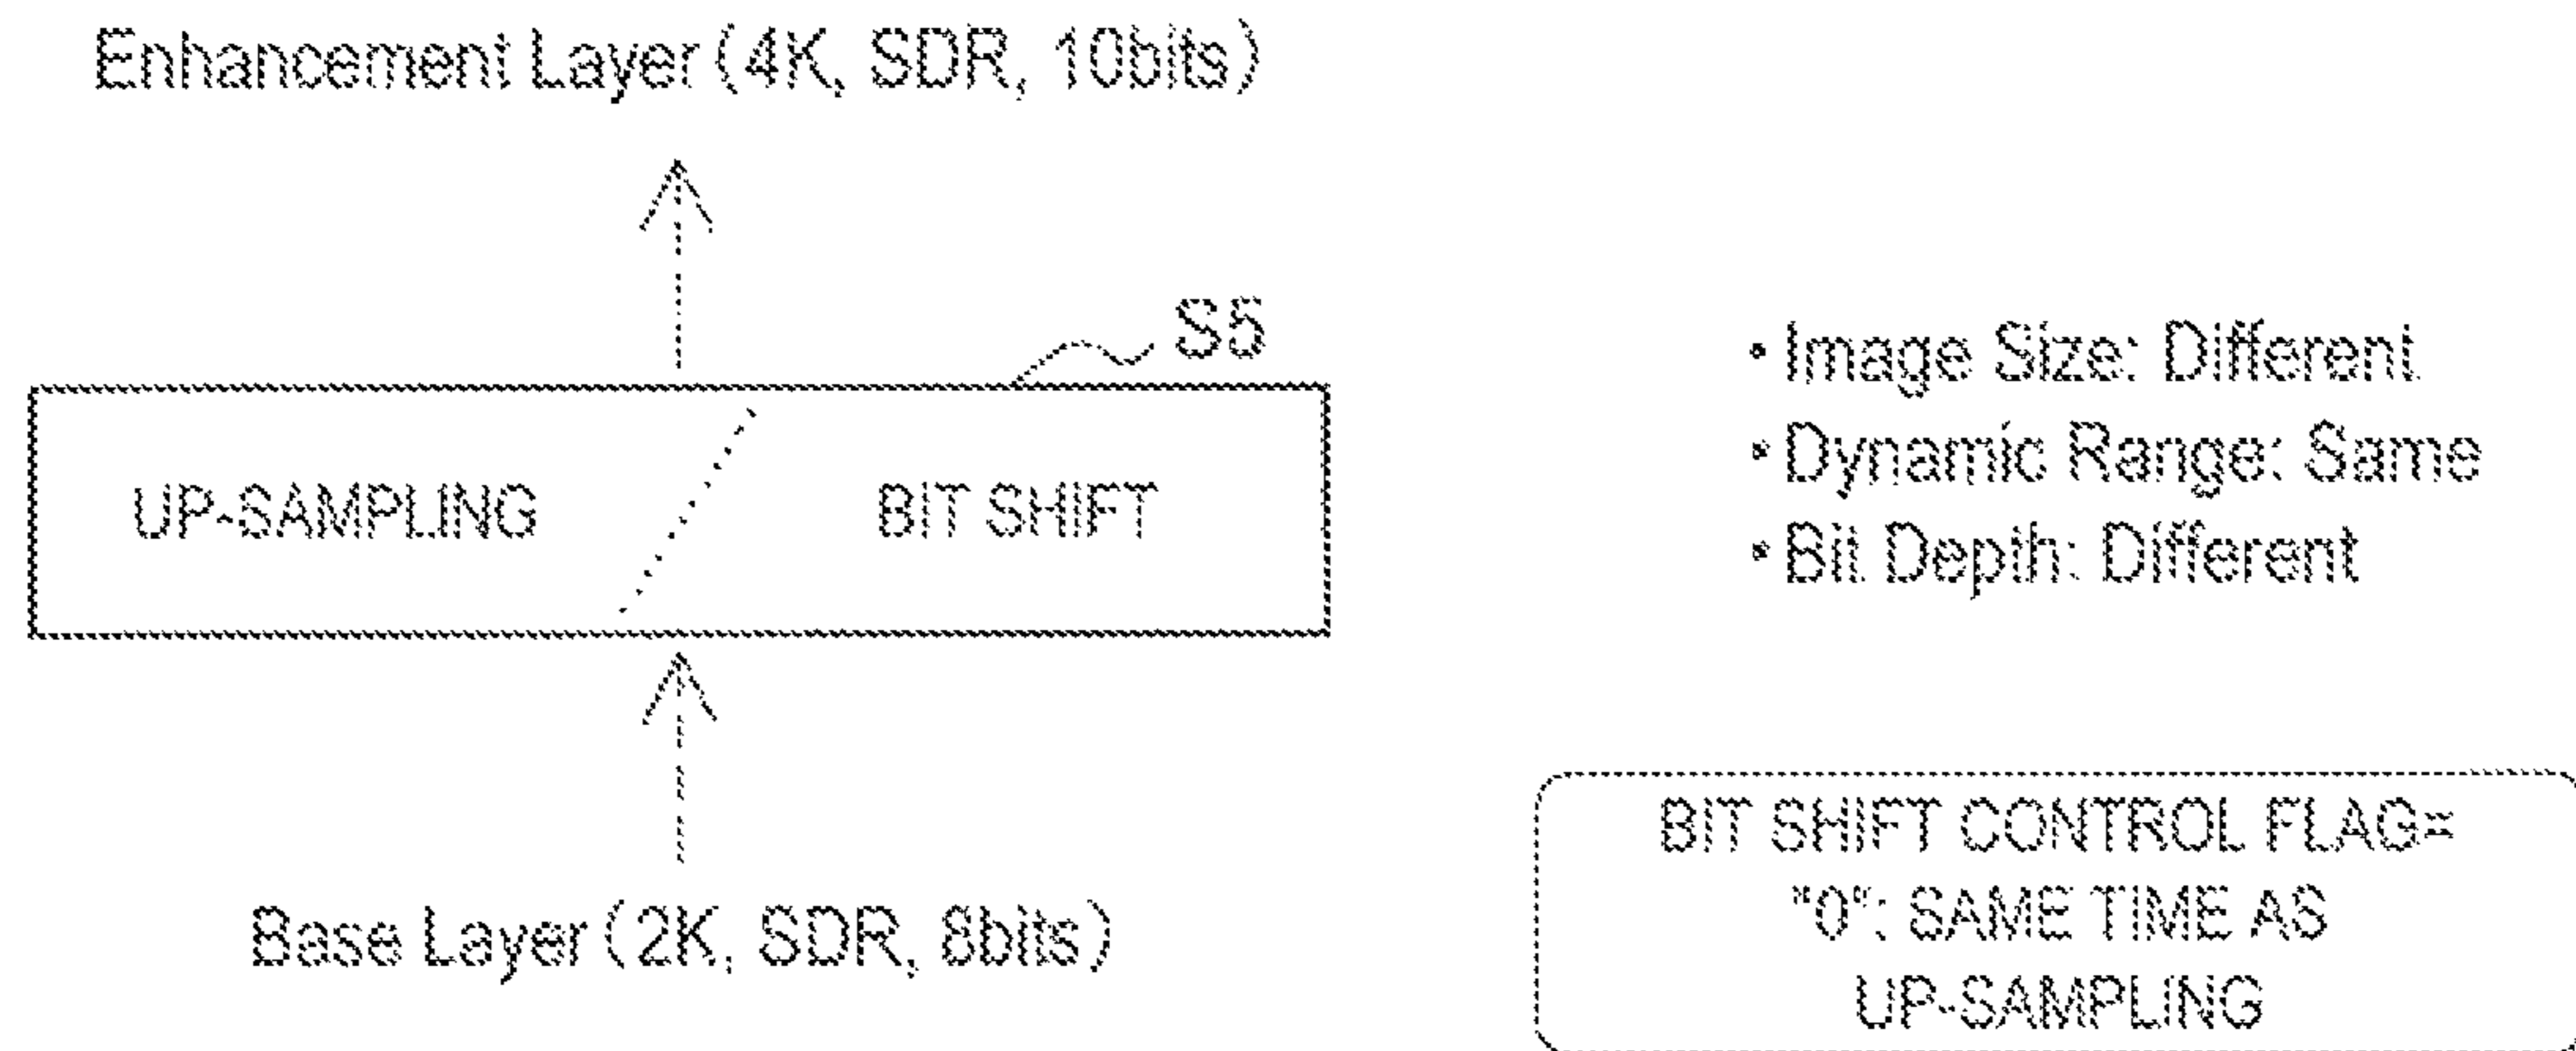 Enhancement Layer (4K, SDR, 10bits)
S5
UP-SAMPLING
BIT SHIFT
Base Layer (2K, SDR, 8bits)
• Image Size: Different
• Dynamic Range: Same
• Bit Depth: Different
BIT SHIFT CONTROL FLAG=
"0": SAME TIME AS
UP-SAMPLING